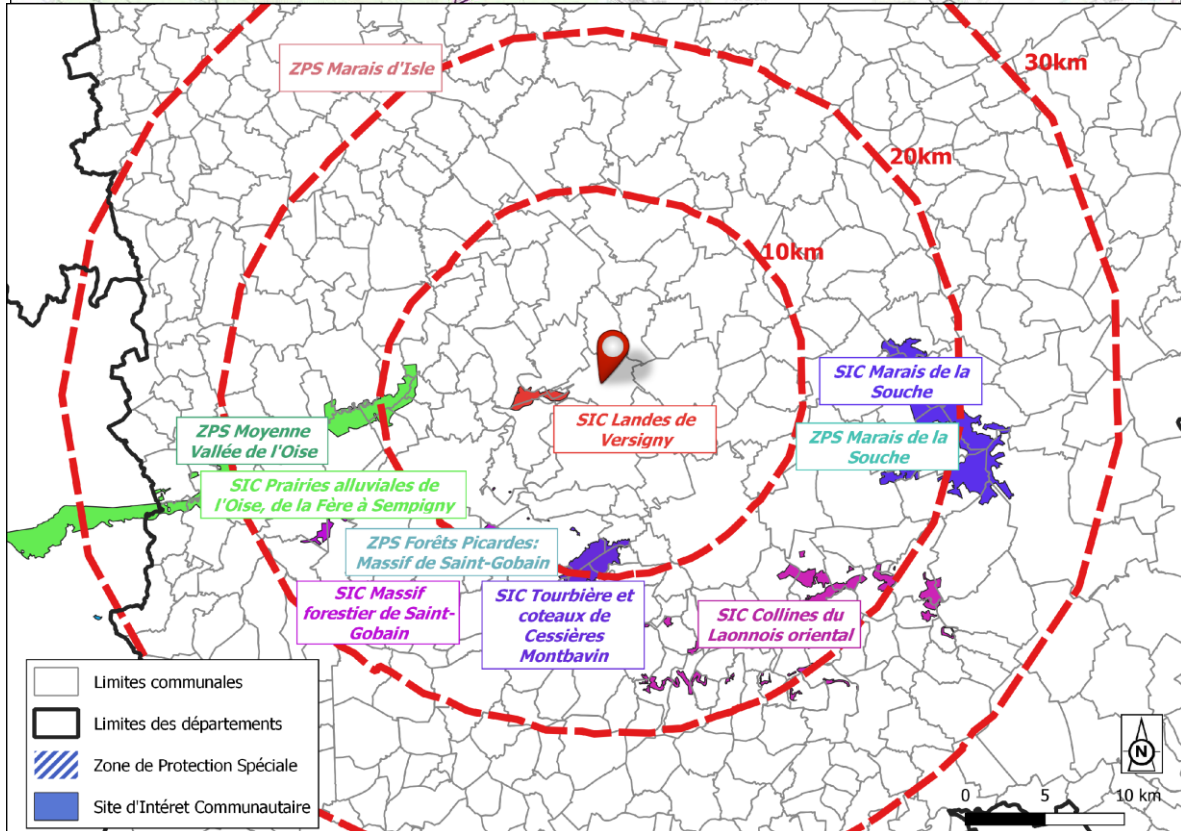 ZPS Marais d'Isle
30km
20km
10km
SIC Marais de la
Souche
SIC Landes de
Versigny
ZPS Moyenne
Vallée de l'Oise
ZPS Marais de la
Souche
SIC Prairies alluviales de
l'Oise, de la Fère à Sempigny
ZPS Forêts Picardes:
Massif de Saint-Gobain
SIC Massif
forestier de Saint-
Gobain
SIC Tourbière et
coteaux de
Cessières
Montbavin
SIC Collines du
Laonnois oriental
Limites communales
Limites des départements
Zone de Protection Spéciale
Site d'Intéret Communautaire
N
0 5 10 km